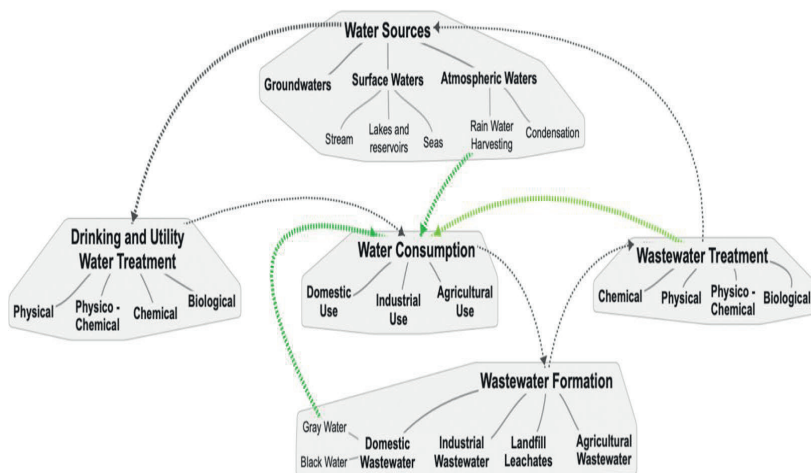 Water Sources
Groundwaters
Surface Waters
Atmospheric Waters
Stream
Lakes and
reservoirs
Seas
Rain Water
Harvesting
Condensation
Drinking and Utility
Water Treatment
Physical
Physico -
Chemical
Chemical
Biological
Water Consumption
Domestic
Use
Industrial
Use
Agricultural
Use
Wastewater Treatment
Chemical
Physical
Physico -
Chemical
Biological
Wastewater Formation
Gray Water
Black Water
Domestic
Wastewater
Industrial
Wastewater
Landfill
Leachates
Agricultural
Wastewater